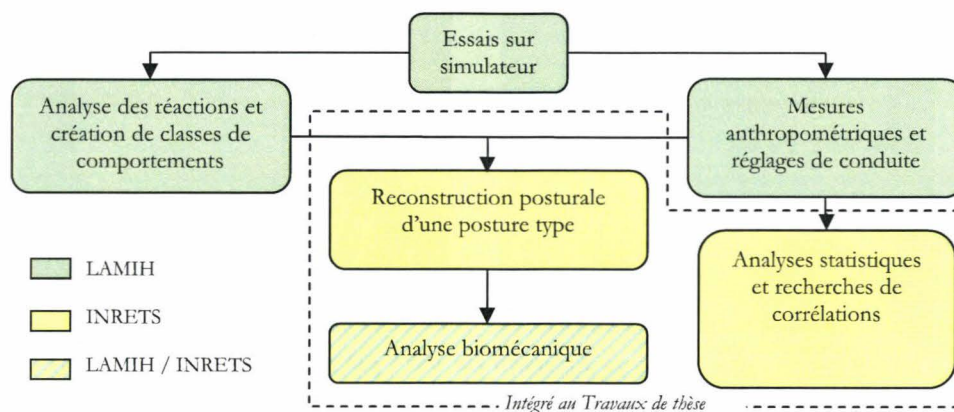 Essais sur
simulateur
Analyse des réactions et
création de classes de
comportements
Mesures
anthropométriques et
réglages de conduite
Reconstruction posturale
d'une posture type
Analyses statistiques
et recherches de
corrélations
Analyse biomécanique
LAMIH
INRETS
LAMIH / INRETS
Intégré au Travaux de thèse